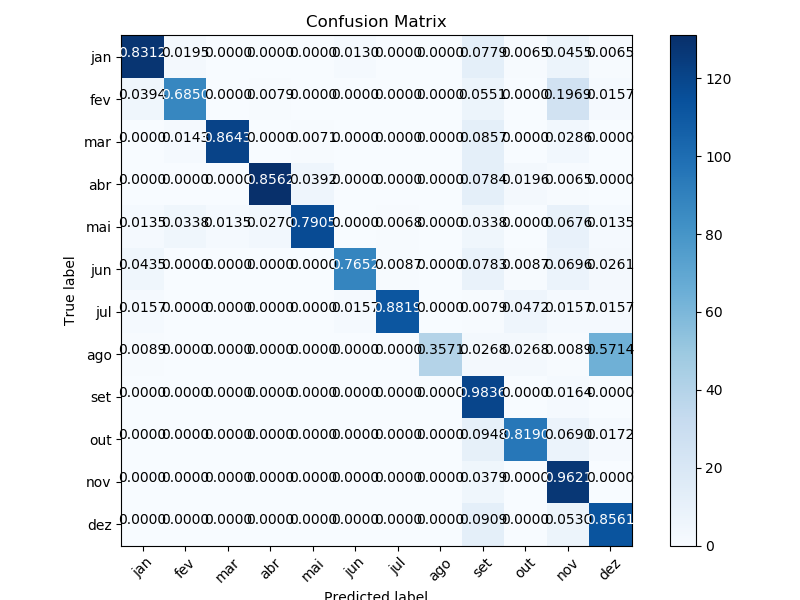 Confusion Matrix
jan 0.8312 0.0195 0.0000 0.0000 0.0000 0.0130 0.0000 0.0000 0.0779 0.0065 0.0455 0.0065
fev 0.0394 0.6850 0.0000 0.0079 0.0000 0.0000 0.0000 0.0000 0.0551 0.0000 0.1969 0.0157
mar 0.0000 0.0143 0.8643 0.0000 0.0071 0.0000 0.0000 0.0000 0.0857 0.0000 0.0286 0.0000
abr 0.0000 0.0000 0.0000 0.8562 0.0392 0.0000 0.0000 0.0000 0.0784 0.0196 0.0065 0.0000
mai 0.0135 0.0338 0.0135 0.0270 0.7905 0.0000 0.0068 0.0000 0.0338 0.0000 0.0676 0.0135
jun 0.0435 0.0000 0.0000 0.0000 0.0000 0.7652 0.0087 0.0000 0.0783 0.0087 0.0696 0.0261
jul 0.0157 0.0000 0.0000 0.0000 0.0000 0.0157 0.8819 0.0000 0.0079 0.0472 0.0157 0.0157
ago 0.0089 0.0000 0.0000 0.0000 0.0000 0.0000 0.0000 0.3571 0.0268 0.0268 0.0089 0.5714
set 0.0000 0.0000 0.0000 0.0000 0.0000 0.0000 0.0000 0.0000 0.9836 0.0000 0.0164 0.0000
out 0.0000 0.0000 0.0000 0.0000 0.0000 0.0000 0.0000 0.0000 0.0948 0.8190 0.0690 0.0172
nov 0.0000 0.0000 0.0000 0.0000 0.0000 0.0000 0.0000 0.0000 0.0379 0.0000 0.9621 0.0000
dez 0.0000 0.0000 0.0000 0.0000 0.0000 0.0000 0.0000 0.0000 0.0909 0.0000 0.0530 0.8561
jan fev mar abr mai jun jul ago set out nov dez
True label
Predicted label
120
100
80
60
40
20
0